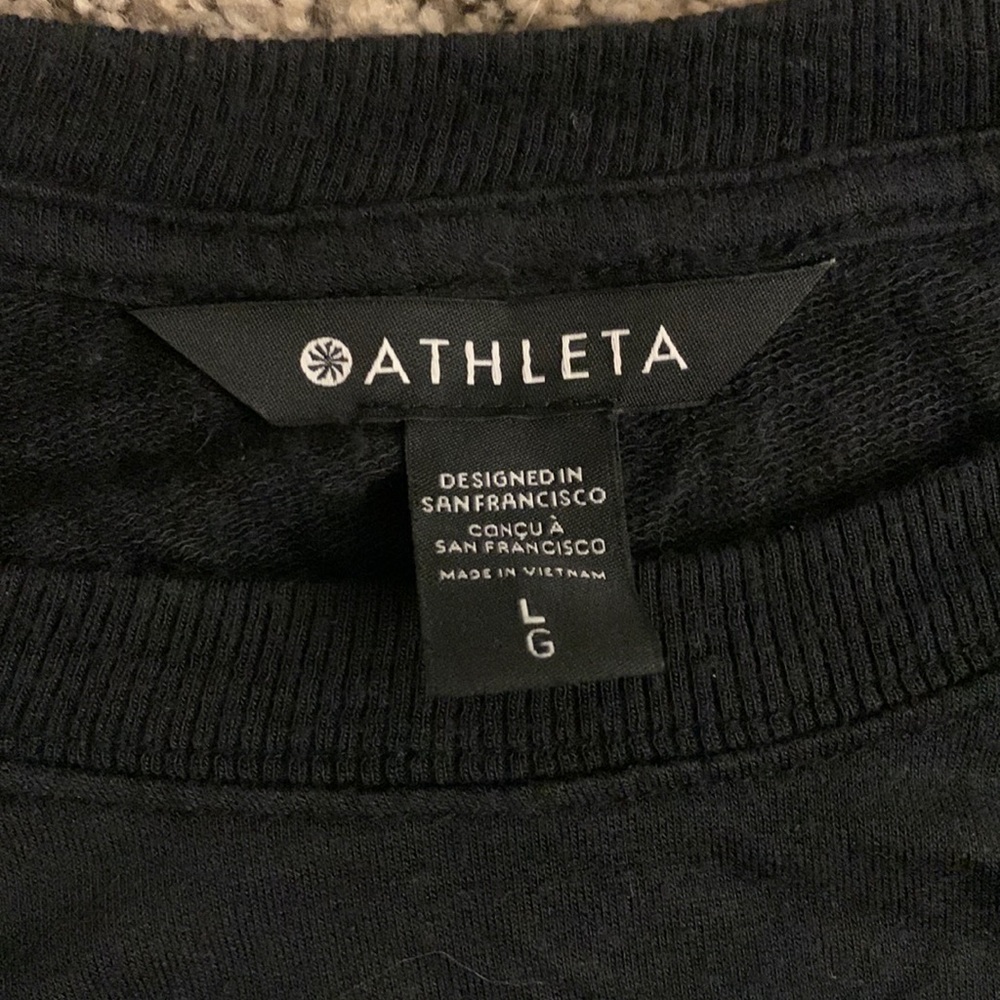 ATHLETA
DESIGNED IN
SAN FRANCISCO
CONÇU À
SAN FRANCISCO
MADE IN VIETNAM
L
G